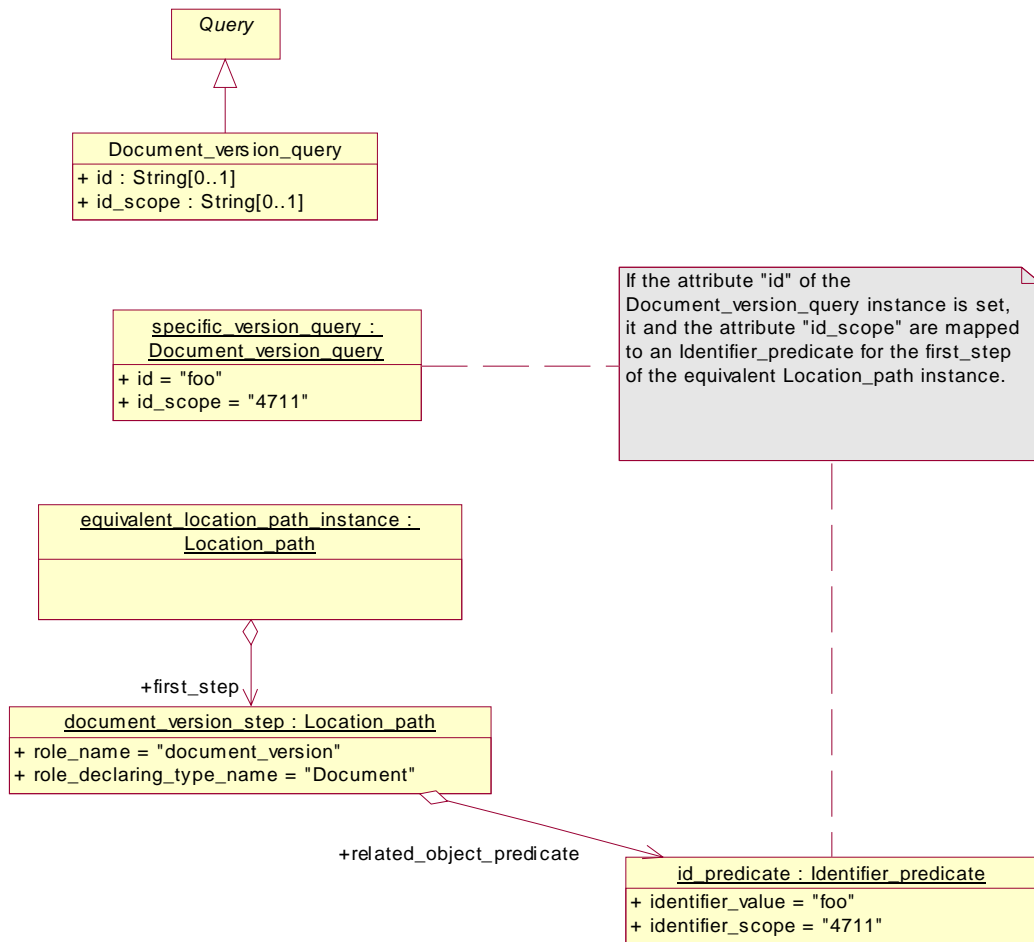 Query
Document_version_query
+ id : String[0..1]
+ id_scope : String[0..1]
If the attribute "id" of the
Document_version_query instance is set,
it and the attribute "id_scope" are mapped
to an Identifier_predicate for the first_step
of the equivalent Location_path instance.
specific_version_query :
Document_version_query
+ id = "foo"
+ id_scope = "4711"
equivalent_location_path_instance :
Location_path
+first_step
document_version_step : Location_path
+ role_name = "document_version"
+ role_declaring_type_name = "Document"
+related_object_predicate
id_predicate : Identifier_predicate
+ identifier_value = "foo"
+ identifier_scope = "4711"